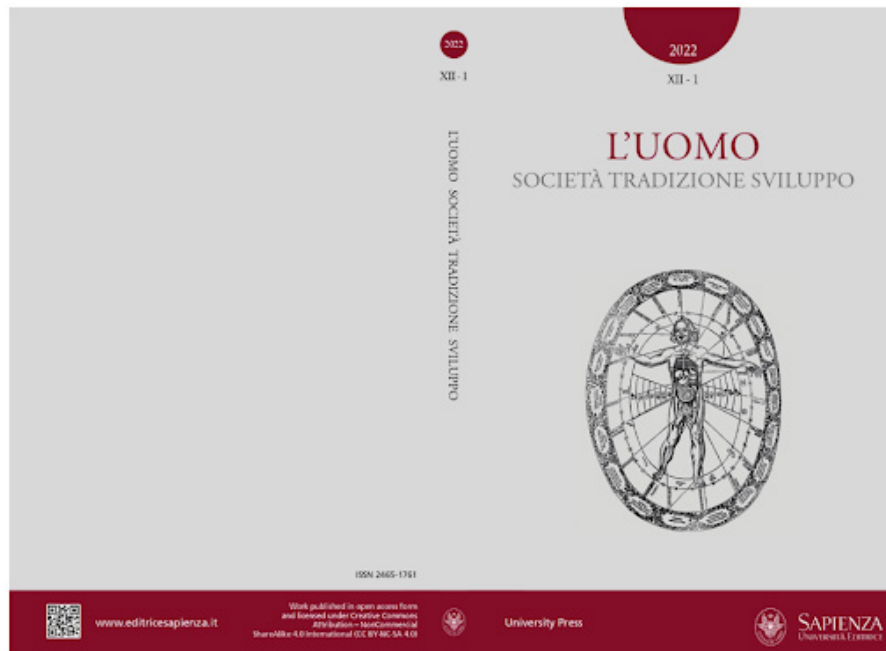 ISSN 2465-1761
www.editricesapienza.it
Work published in open access form
and licensed under Creative Commons
Attribution – NonCommercial
ShareAlike 4.0 International (CC BY-NC-SA 4.0)
2022
XII - 1
L'UOMO SOCIETÀ TRADIZIONE SVILUPPO
2022
XII - 1
L'UOMO
SOCIETÀ TRADIZIONE SVILUPPO
University Press
SAPIENZA
UNIVERSITÀ EDITRICE